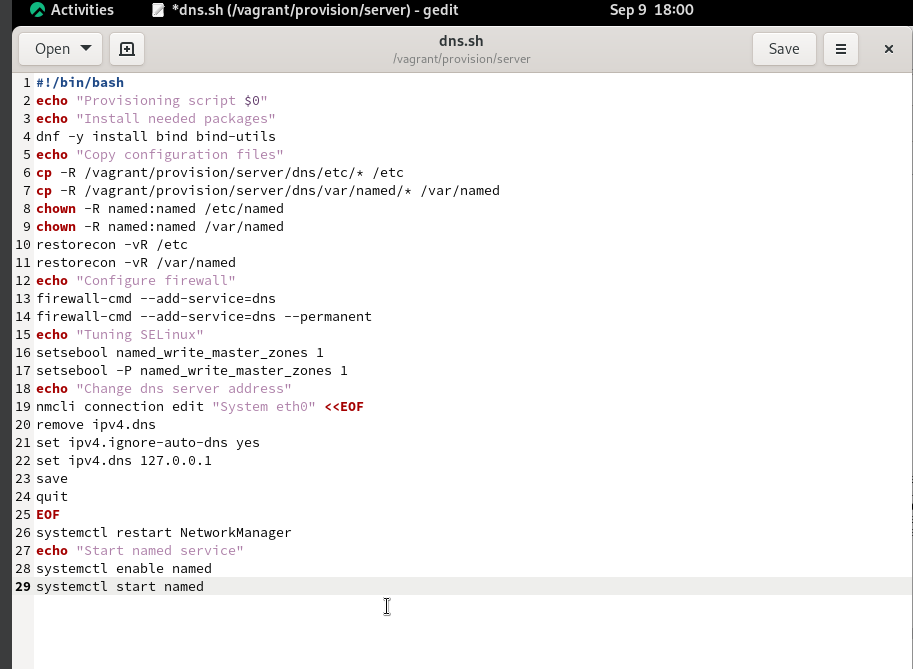 Activities *dns.sh (/vagrant/provision/server) - gedit Sep 9 18:00
Open dns.sh Save
/vagrant/provision/server
1 #!/bin/bash
2 echo "Provisioning script $0"
3 echo "Install needed packages"
4 dnf -y install bind bind-utils
5 echo "Copy configuration files"
6 cp -R /vagrant/provision/server/dns/etc/* /etc
7 cp -R /vagrant/provision/server/dns/var/named/* /var/named
8 chown -R named:named /etc/named
9 chown -R named:named /var/named
10 restorecon -vR /etc
11 restorecon -vR /var/named
12 echo "Configure firewall"
13 firewall-cmd --add-service=dns
14 firewall-cmd --add-service=dns --permanent
15 echo "Tuning SELinux"
16 setsebool named_write_master_zones 1
17 setsebool -P named_write_master_zones 1
18 echo "Change dns server address"
19 nmcli connection edit "System eth0" <<EOF
20 remove ipv4.dns
21 set ipv4.ignore-auto-dns yes
22 set ipv4.dns 127.0.0.1
23 save
24 quit
25 EOF
26 systemctl restart NetworkManager
27 echo "Start named service"
28 systemctl enable named
29 systemctl start named